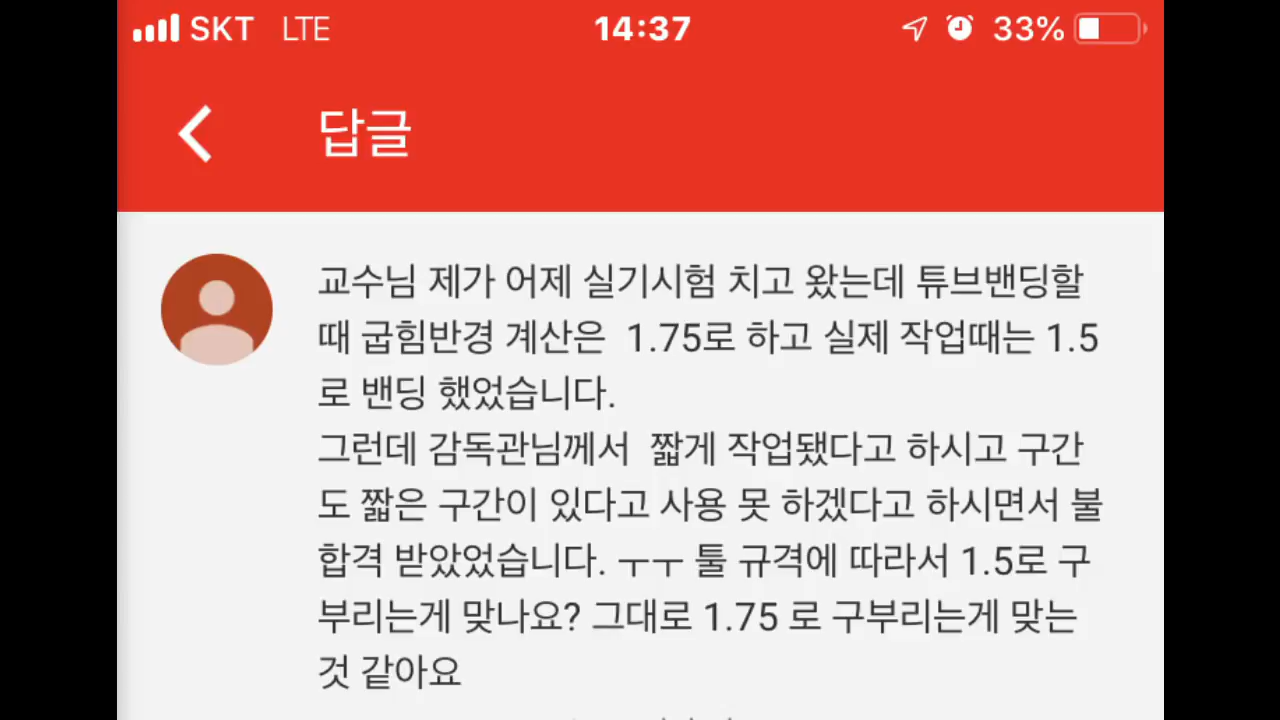 SKT LTE 14:37 33%
답글
교수님 제가 어제 실기시험 치고 왔는데 튜브밴딩할
때 굽힘반경 계산은 1.75로 하고 실제 작업때는 1.5
로 밴딩 했었습니다.
그런데 감독관님께서 짧게 작업됐다고 하시고 구간
도 짧은 구간이 있다고 사용 못 하겠다고 하시면서 불
합격 받았었습니다. ㅜㅜ 툴 규격에 따라서 1.5로 구
부리는게 맞나요? 그대로 1.75 로 구부리는게 맞는
것 같아요